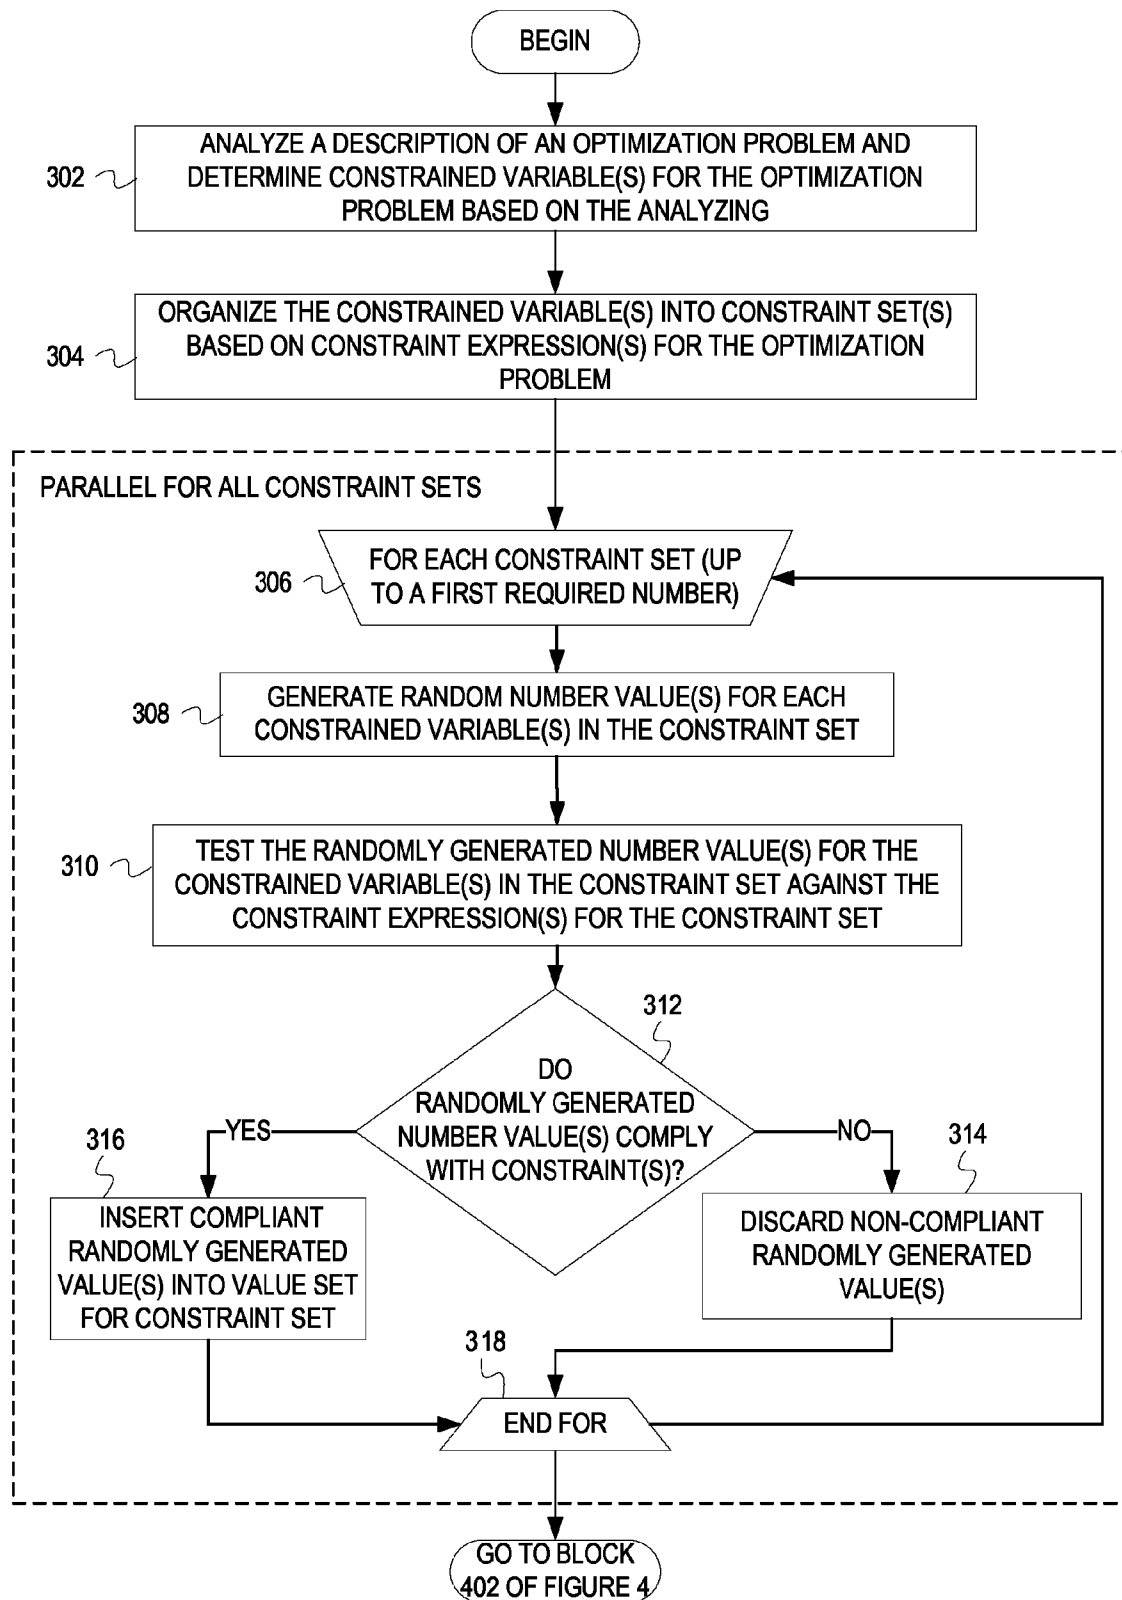 BEGIN
ANALYZE A DESCRIPTION OF AN OPTIMIZATION PROBLEM AND
DETERMINE CONSTRAINED VARIABLE(S) FOR THE OPTIMIZATION
PROBLEM BASED ON THE ANALYZING
302
ORGANIZE THE CONSTRAINED VARIABLE(S) INTO CONSTRAINT SET(S)
BASED ON CONSTRAINT EXPRESSION(S) FOR THE OPTIMIZATION
PROBLEM
304
PARALLEL FOR ALL CONSTRAINT SETS
FOR EACH CONSTRAINT SET (UP
TO A FIRST REQUIRED NUMBER)
306
GENERATE RANDOM NUMBER VALUE(S) FOR EACH
CONSTRAINED VARIABLE(S) IN THE CONSTRAINT SET
308
TEST THE RANDOMLY GENERATED NUMBER VALUE(S) FOR THE
CONSTRAINED VARIABLE(S) IN THE CONSTRAINT SET AGAINST THE
CONSTRAINT EXPRESSION(S) FOR THE CONSTRAINT SET
310
312
DO
RANDOMLY GENERATED
NUMBER VALUE(S) COMPLY
WITH CONSTRAINT(S)?
YES
NO
316
INSERT COMPLIANT
RANDOMLY GENERATED
VALUE(S) INTO VALUE SET
FOR CONSTRAINT SET
314
DISCARD NON-COMPLIANT
RANDOMLY GENERATED
VALUE(S)
318
END FOR
GO TO BLOCK
402 OF FIGURE 4